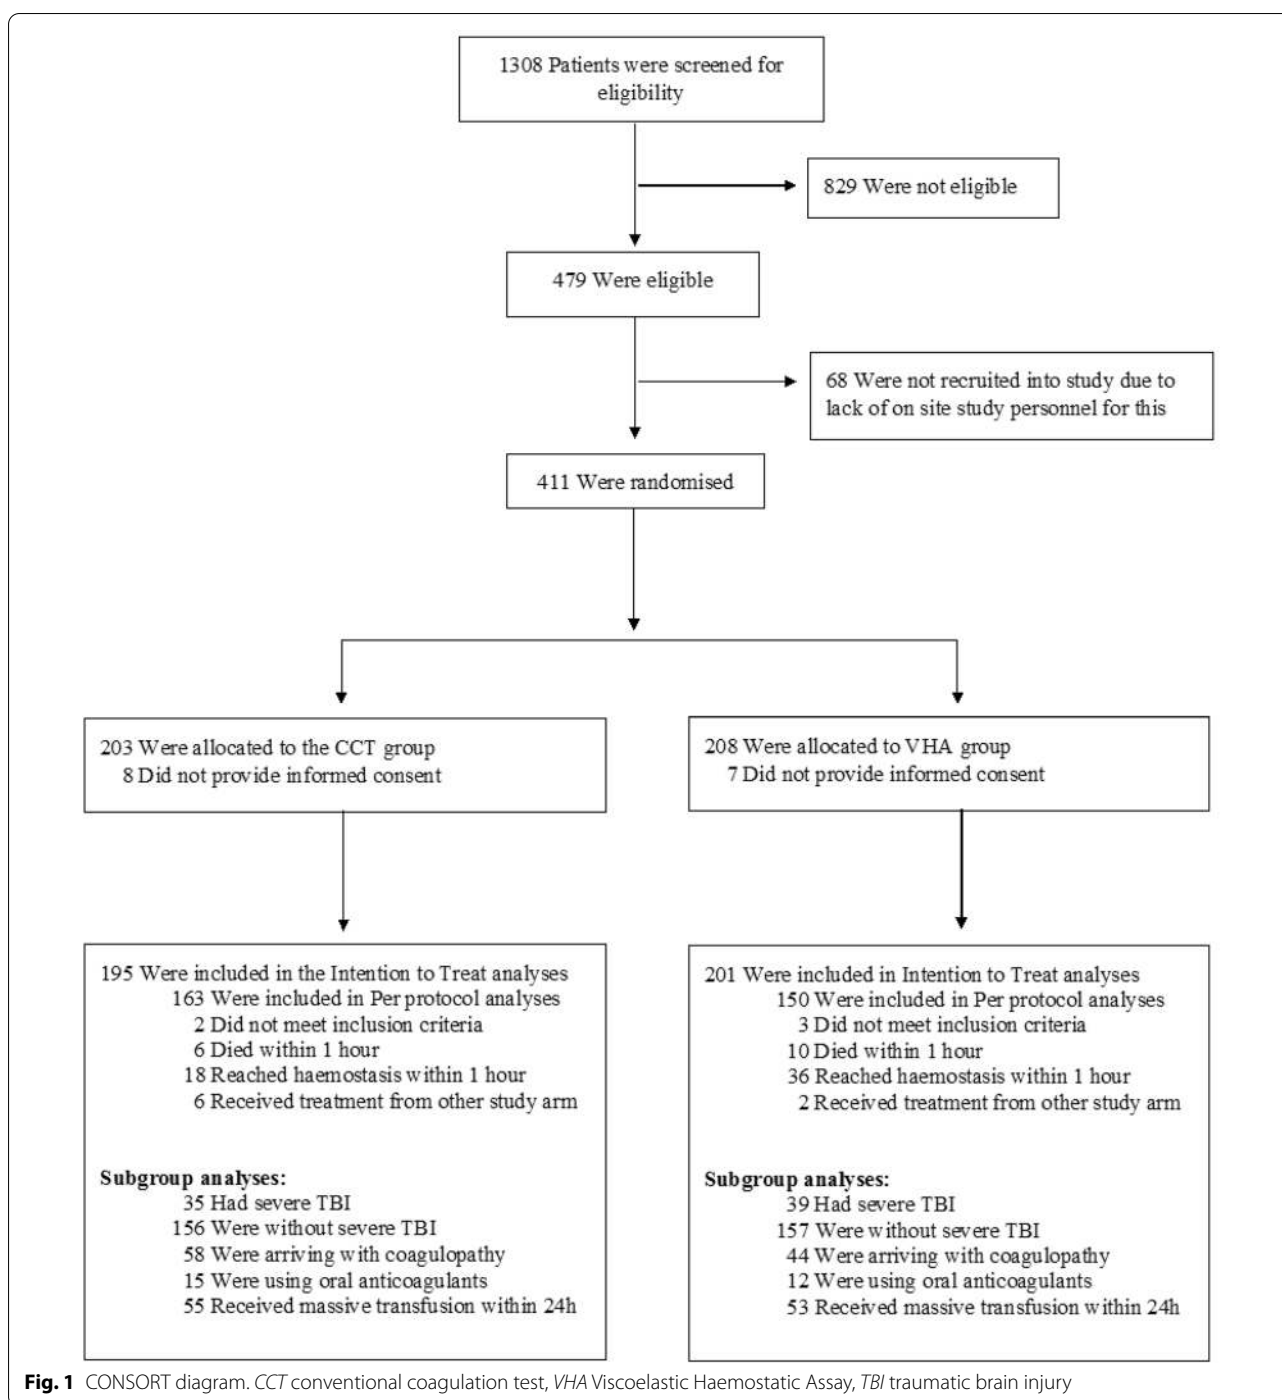 1308 Patients were screened for
eligibility
829 Were not eligible
479 Were eligible
68 Were not recruited into study due to
lack of on site study personnel for this
411 Were randomised
203 Were allocated to the CCT group
8 Did not provide informed consent
208 Were allocated to VHA group
7 Did not provide informed consent
195 Were included in the Intention to Treat analyses
163 Were included in Per protocol analyses
2 Did not meet inclusion criteria
6 Died within 1 hour
18 Reached haemostasis within 1 hour
6 Received treatment from other study arm
Subgroup analyses:
35 Had severe TBI
156 Were without severe TBI
58 Were arriving with coagulopathy
15 Were using oral anticoagulants
55 Received massive transfusion within 24h
201 Were included in Intention to Treat analyses
150 Were included in Per protocol analyses
3 Did not meet inclusion criteria
10 Died within 1 hour
36 Reached haemostasis within 1 hour
2 Received treatment from other study arm
Subgroup analyses:
39 Had severe TBI
157 Were without severe TBI
44 Were arriving with coagulopathy
12 Were using oral anticoagulants
53 Received massive transfusion within 24h
Fig. 1 CONSORT diagram. CCT conventional coagulation test, VHA Viscoelastic Haemostatic Assay, TBI traumatic brain injury